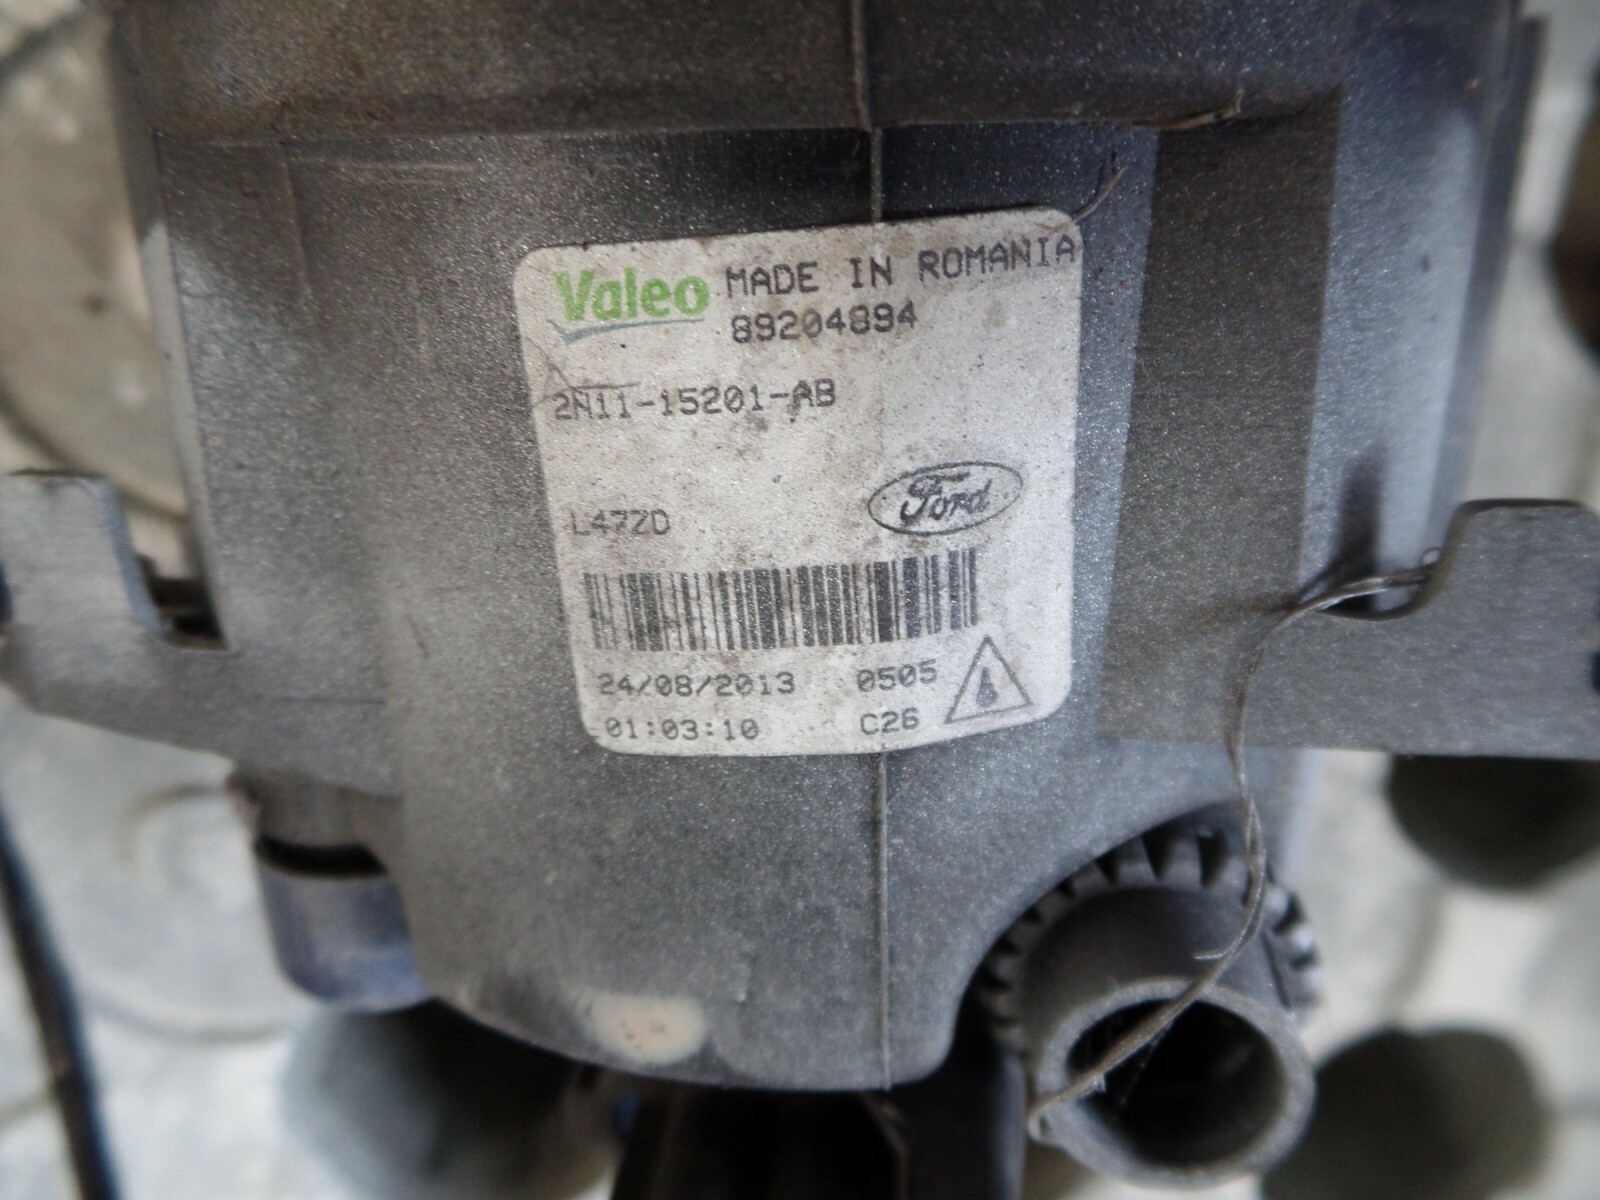 Valeo MADE IN ROMANIA
89204894
2N11-15201-AB
L47ZD
Ford
24/08/2013 0505
01:03:10 C26